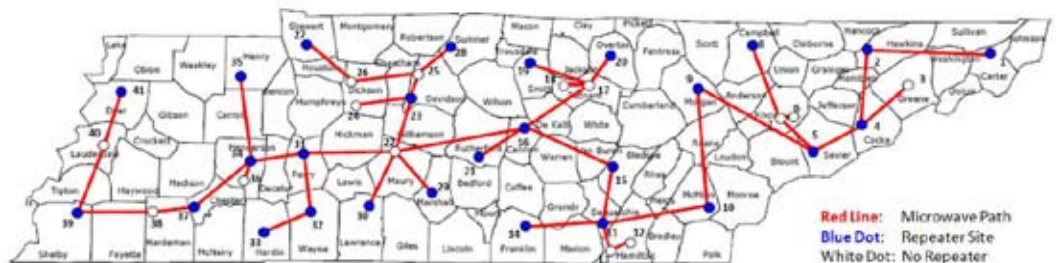 Stewart
Montgomery
Robertson
Sumner
Macon
Clay
Pickett
Lake
Obion
Weakley
Henry
35
27
28
Trousdale
19
Overton
20
Fentress
Scott
Campbell
8
Claiborne
Hancock
Hawkins
Sullivan
Johnson
Houston
26
Cheatham
25
Jackson
18
17
9
Morgan
Anderson
Union
Grainger
2
Washington
1
Carter
41
Dyer
Gibson
Carroll
Benton
Humphreys
Dickson
24
Davidson
23
Wilson
Smith
Putnam
Cumberland
Jefferson
3
Greene
Unicoi
40
Lauderdale
Crockett
Hickman
Williamson
De Kalb
White
16
Roane
Loudon
Knox
7
5
Sevier
4
Cocke
Tipton
Haywood
Madison
Henderson
34
36
Decatur
31
Perry
Lewis
22
Maury
Rutherford
Cannon
21
Warren
Van Buren
Bledsoe
15
Rhea
Blount
39
38
37
Chester
29
Marshall
Bedford
Coffee
Grundy
McMinn
Monroe
10
Shelby
Fayette
Hardeman
McNairy
33
Hardin
32
Wayne
Lawrence
30
Giles
Lincoln
Moore
14
Franklin
Marion
11
12
Hamilton
Bradley
Polk
Red Line: Microwave Path
Blue Dot: Repeater Site
White Dot: No Repeater